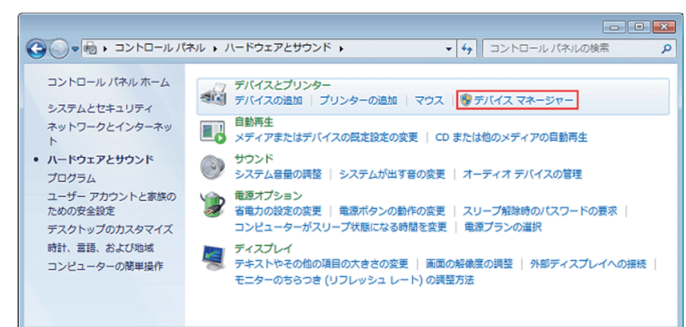 コントロール パネル ▸ ハードウェアとサウンド ▸
コントロール パネルの検索
コントロール パネル ホーム
システムとセキュリティ
ネットワークとインターネッ
ト
ハードウェアとサウンド
プログラム
ユーザー アカウントと家族の
ための安全設定
デスクトップのカスタマイズ
時計、言語、および地域
コンピューターの簡単操作
デバイスとプリンター
デバイスの追加 | プリンターの追加 | マウス | デバイス マネージャー
自動再生
メディアまたはデバイスの既定設定の変更 | CD または他のメディアの自動再生
サウンド
システム音量の調整 | システムが出す音の変更 | オーディオ デバイスの管理
電源オプション
省電力の設定の変更 | 電源ボタンの動作の変更 | スリープ解除時のパスワードの要求 |
コンピューターがスリープ状態になる時間を変更 | 電源プランの選択
ディスプレイ
テキストやその他の項目の大きさの変更 | 画面の解像度の調整 | 外部ディスプレイへの接続 |
モニターのちらつき (リフレッシュ レート) の調整方法